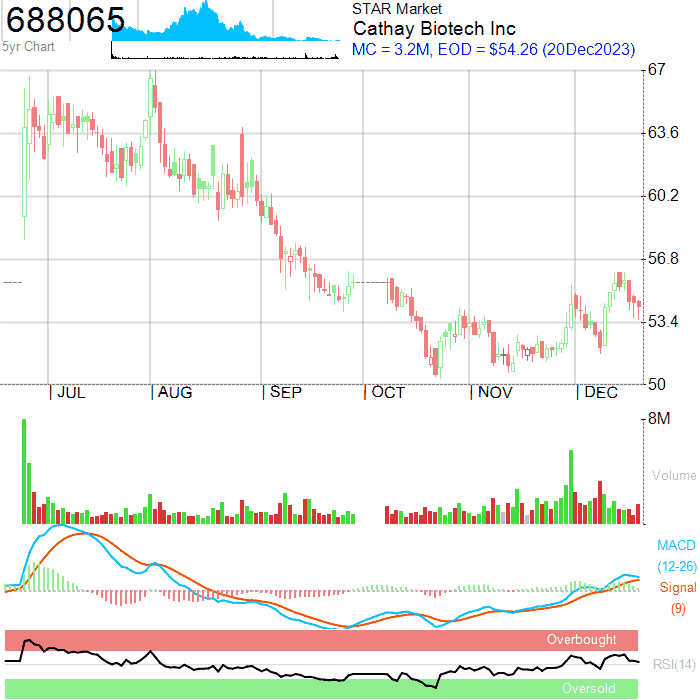 688065
5yr Chart
STAR Market
Cathay Biotech Inc
MC = 3.2M, EOD = $54.26 (20Dec2023)
67
63.6
60.2
56.8
53.4
50
JUL AUG SEP OCT NOV DEC
8M
Volume
MACD
(12-26)
Signal
(9)
Overbought
RSI(14)
Oversold